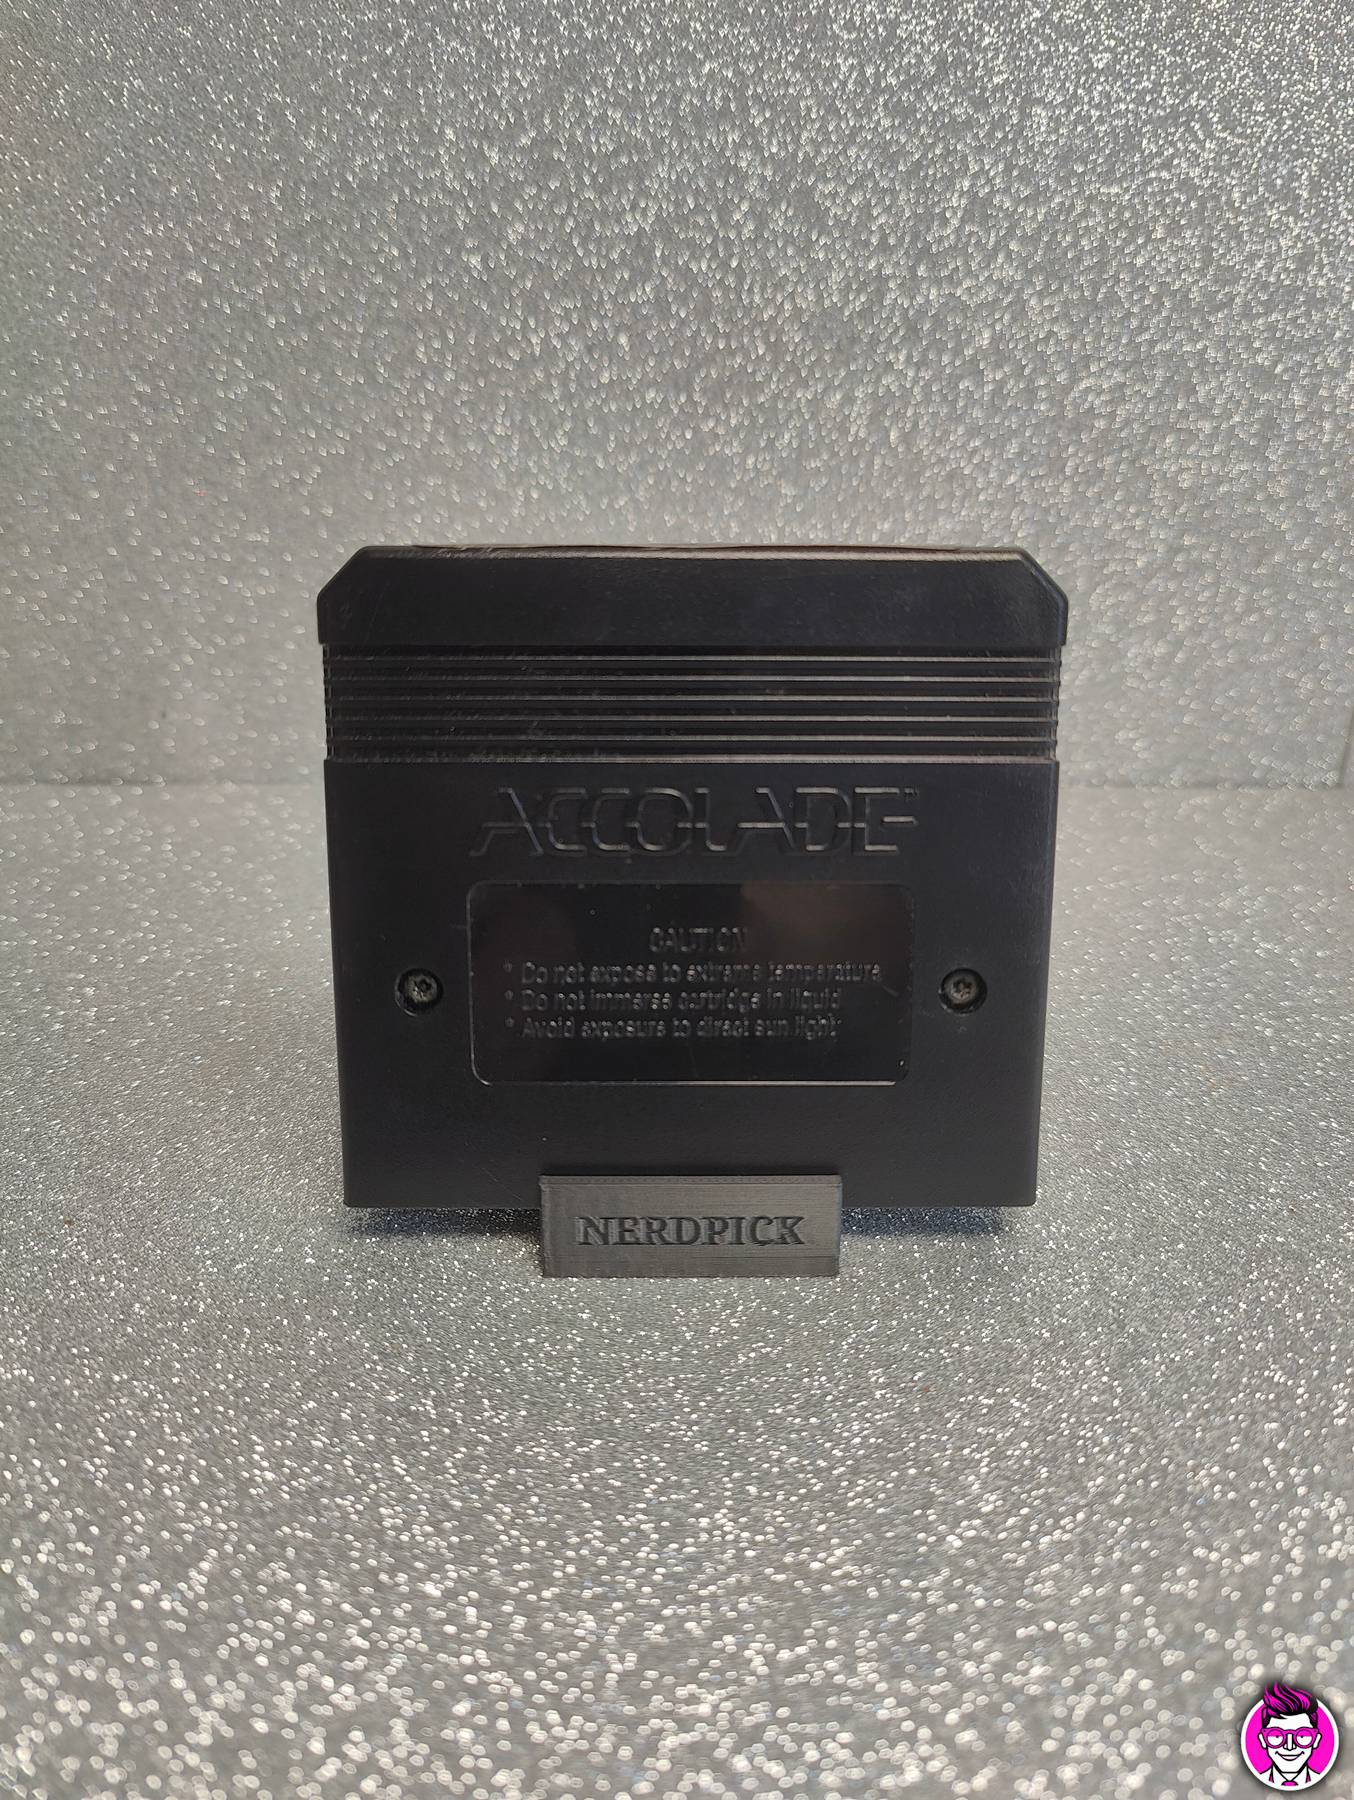 ACCOLADE™
CAUTION
* Do not expose to extreme temperature
* Do not immerse cartridge in liquid
* Avoid exposure to direct sun light
NERDPICK